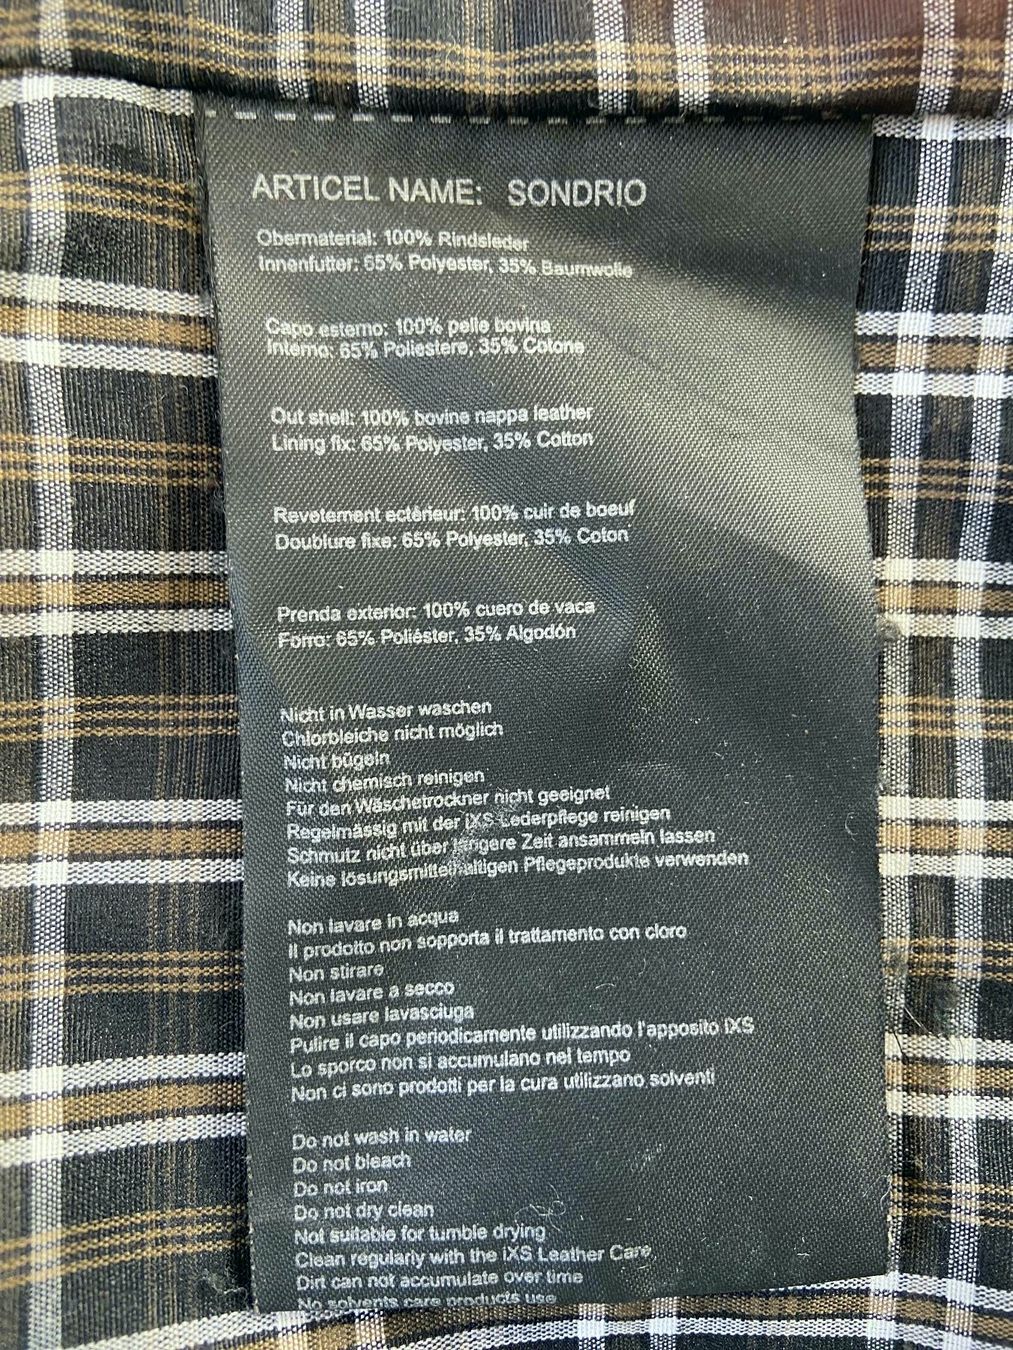 ARTICEL NAME: SONDRIO
Obermaterial: 100% Rindsleder
Innenfutter: 65% Polyester, 35% Baumwolle
Capo esterno: 100% pelle bovina
Interno: 65% Poliestere, 35% Cotone
Out shell: 100% bovine nappa leather
Lining fix: 65% Polyester, 35% Cotton
Revetement ectérieur: 100% cuir de boeuf
Doublure fixe: 65% Polyester, 35% Coton
Prenda exterior: 100% cuero de vaca
Forro: 65% Poliéster, 35% Algodón
Nicht in Wasser waschen
Chlorbleiche nicht möglich
Nicht bügeln
Nicht chemisch reinigen
Für den Wäschetrockner nicht geeignet
Regelmässig mit der iXS Lederpflege reinigen
Schmutz nicht über längere Zeit ansammeln lassen
Keine lösungsmittelhaltigen Pflegeprodukte verwenden
Non lavare in acqua
Il prodotto non sopporta il trattamento con cloro
Non stirare
Non lavare a secco
Non usare lavasciuga
Pulire il capo periodicamente utilizzando l'apposito iXS
Lo sporco non si accumulano nel tempo
Non ci sono prodotti per la cura utilizzano solventi
Do not wash in water
Do not bleach
Do not iron
Do not dry clean
Not suitable for tumble drying
Clean regularly with the iXS Leather Care
Dirt can not accumulate over time
No solvents care products use